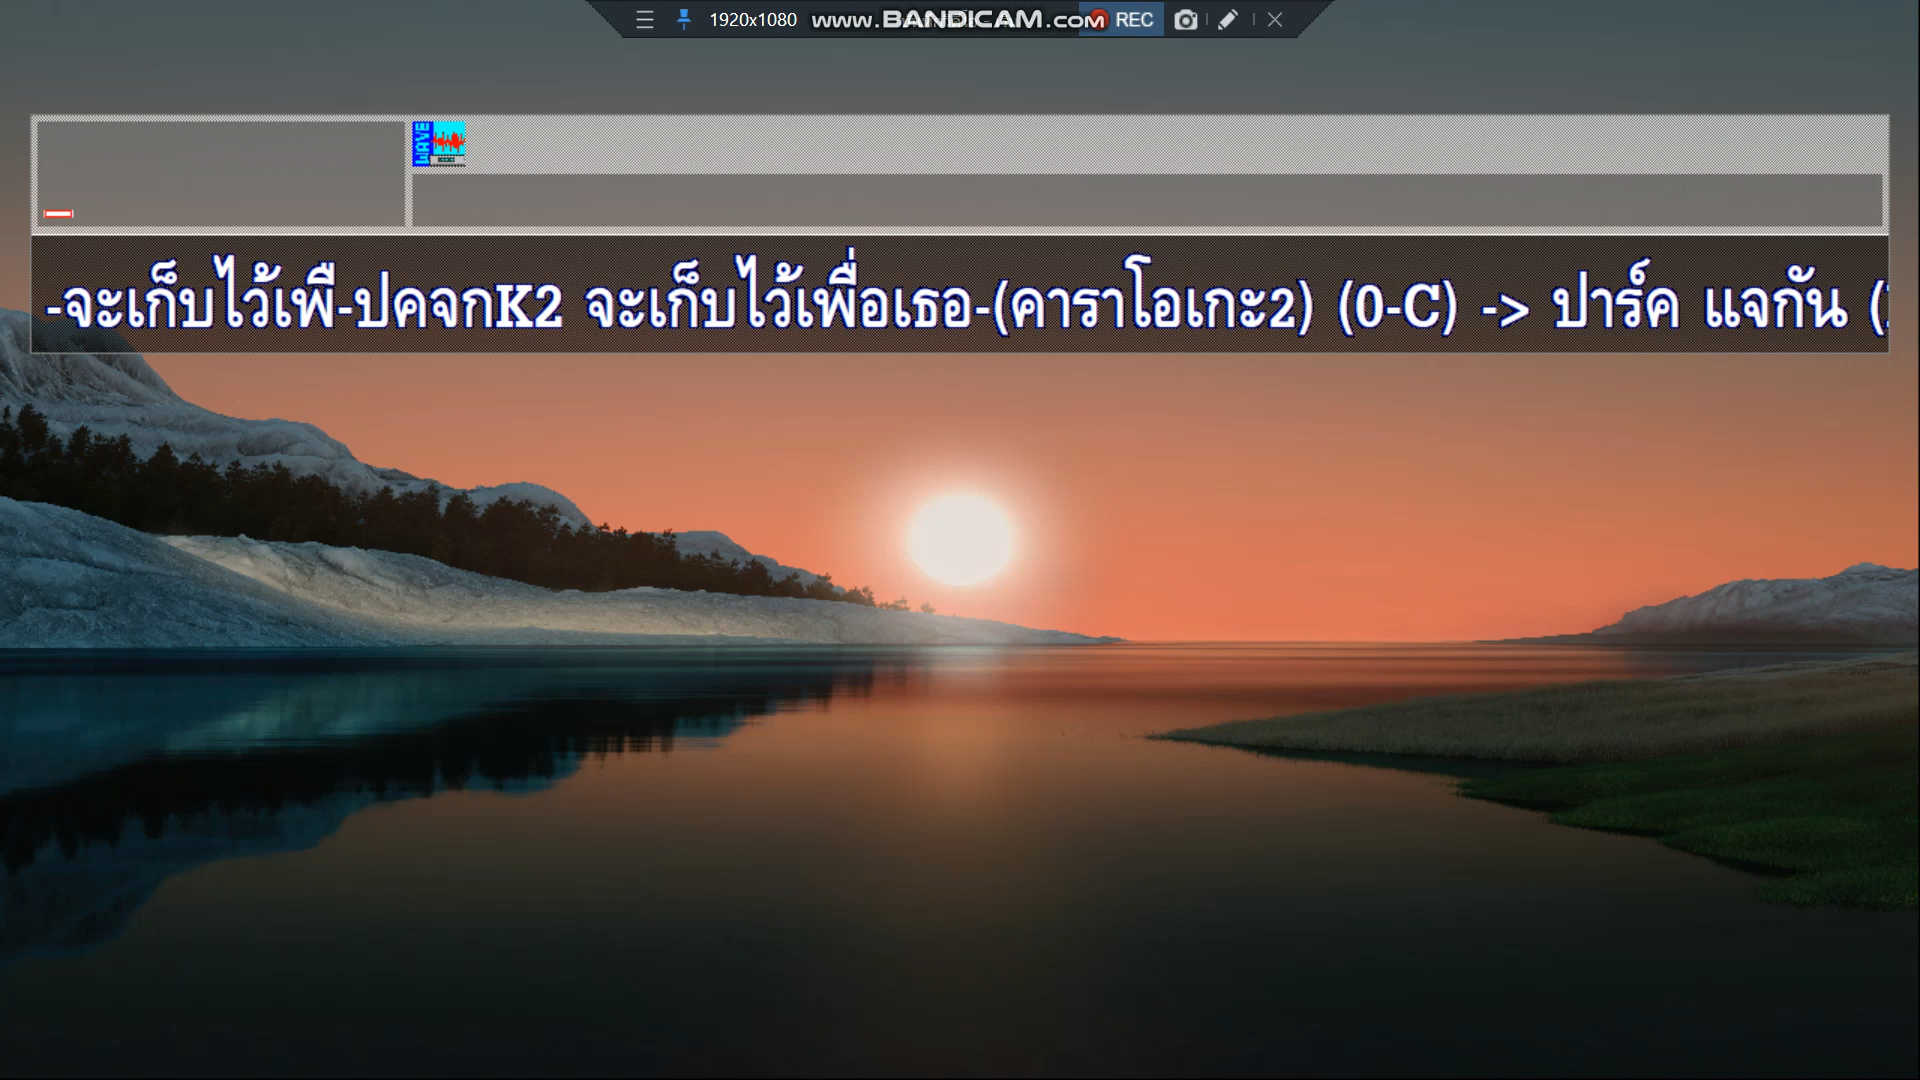 1920x1080 www.BANDICAM.com REC
WAVE
-จะเก็บไว้เพื-ปคจกK2 จะเก็บไว้เพื่อเธอ-(คาราโอเกะ2) (0-C) -> ปาร์ค แจกัน (